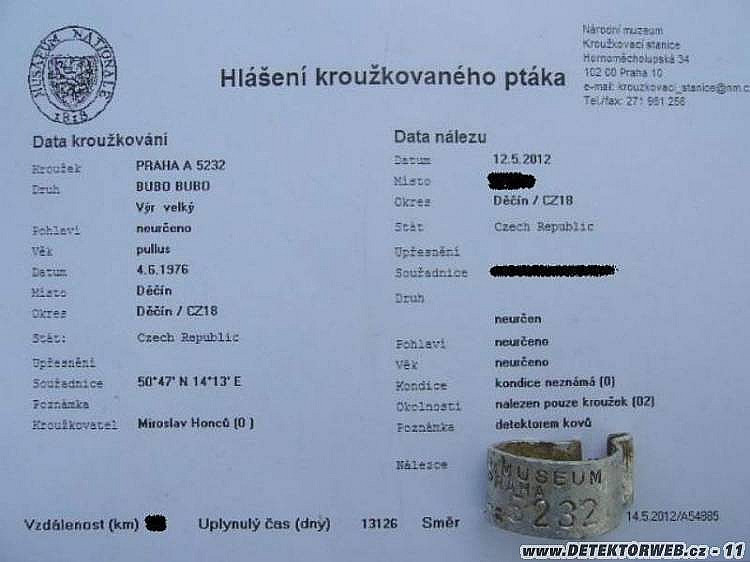 MUSEUM NATIONALE
1818
Národní muzeum
Kroužkovací stanice
Hornoměcholupská 34
102 00 Praha 10
e-mail: krouzkovaci_stanice@nm.c
Tel./fax: 271 961 256
Hlášení kroužkovaného ptáka
Data kroužkování
Kroužek PRAHA A 5232
Druh BUBO BUBO
Výr velký
Pohlaví neurčeno
Věk pullus
Datum 4.6.1976
Místo Děčín
Okres Děčín / CZ18
Stát: Czech Republic
Upřesnění
Souřadnice 50°47' N 14°13' E
Poznámka
Kroužkovatel Miroslav Honců (0 )
Data nálezu
Datum 12.5.2012
Místo
Okres Děčín / CZ18
Stát Czech Republic
Upřesnění
Souřadnice
Druh
neurčen
Pohlaví neurčeno
Věk neurčeno
Kondice kondice neznámá (0)
Okolnosti nalezen pouze kroužek (02)
Poznámka detektorem kovů
Nálezce
MUSEUM
PRAHA
5232
Vzdálenost (km) Uplynulý čas (dny) 13126 Směr
14.5.2012/A54985
www.DETEKTORWEB.cz - 11